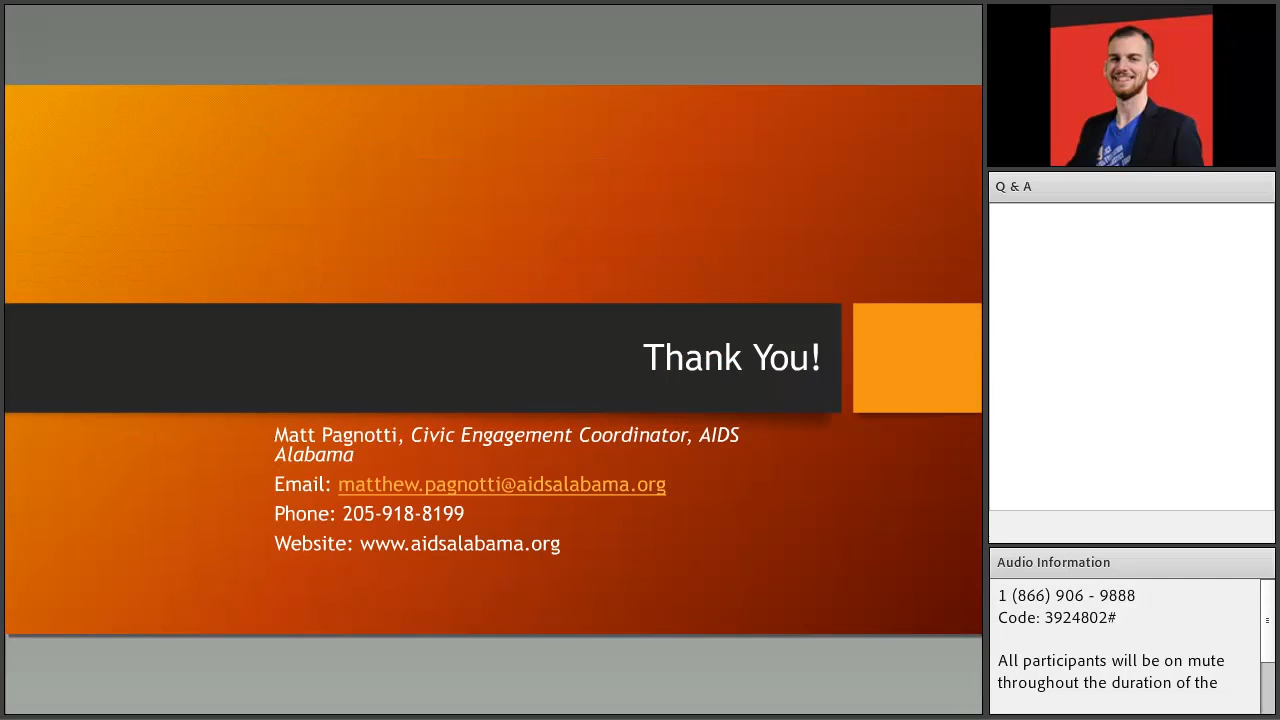 Thank You!
Matt Pagnotti, Civic Engagement Coordinator, AIDS
Alabama
Email: matthew.pagnotti@aidsalabama.org
Phone: 205-918-8199
Website: www.aidsalabama.org
Q & A
Audio Information
1 (866) 906 - 9888
Code: 3924802#
All participants will be on mute
throughout the duration of the